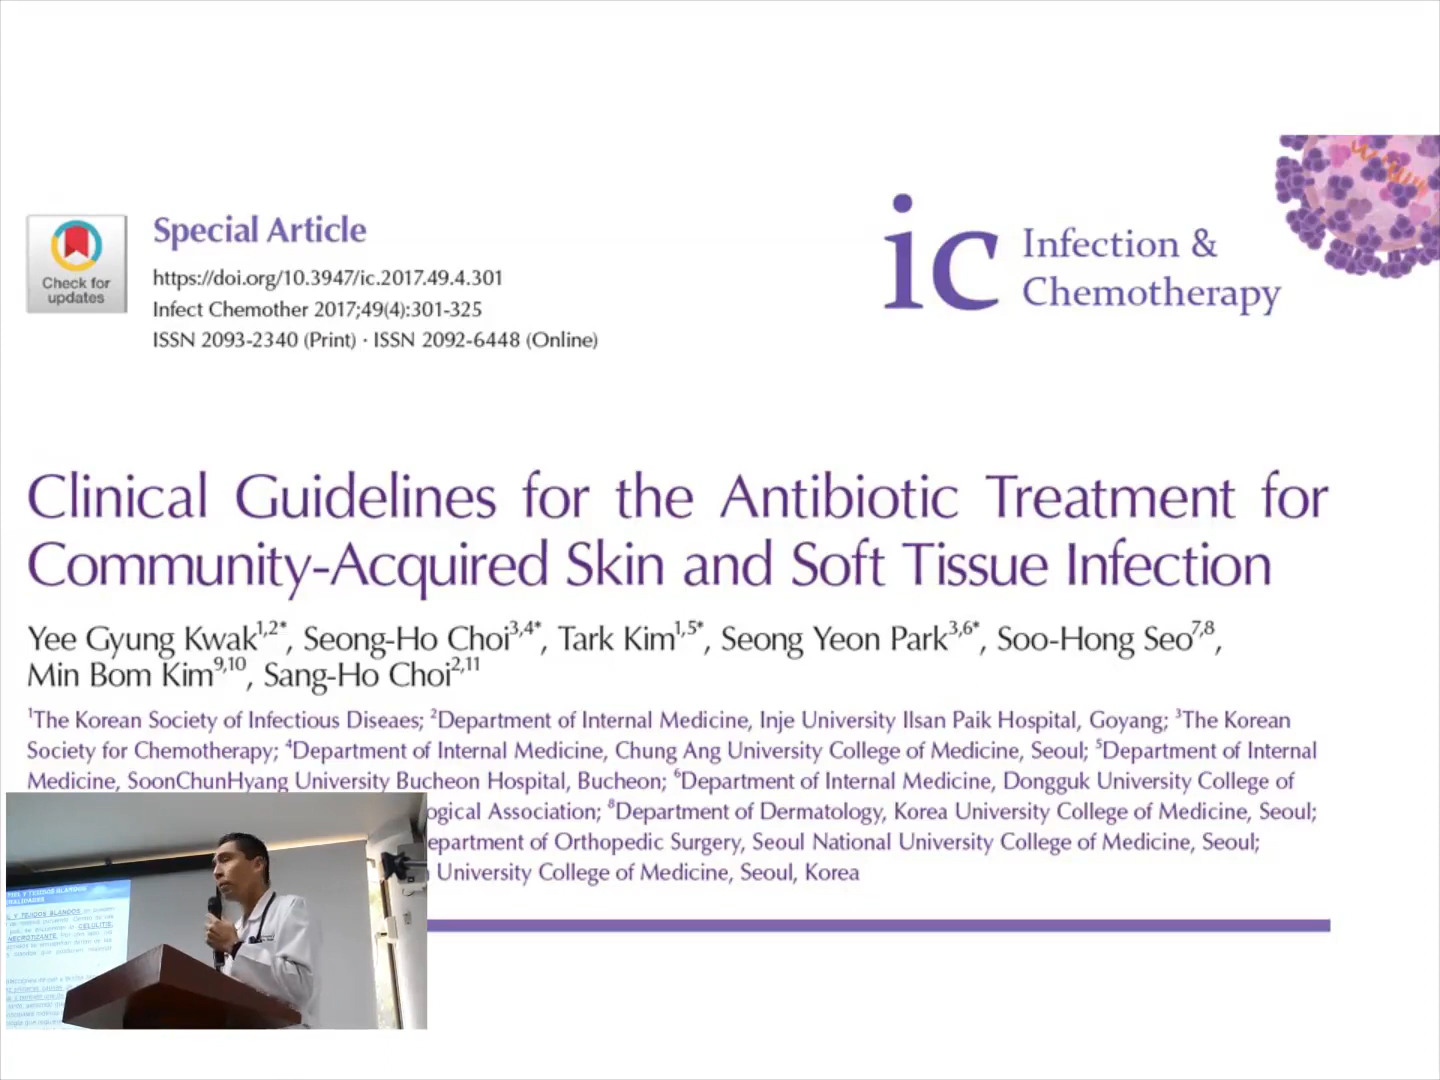 Special Article
https://doi.org/10.3947/ic.2017.49.4.301
Infect Chemother 2017;49(4):301-325
ISSN 2093-2340 (Print) · ISSN 2092-6448 (Online)
Check for
updates
ic Infection &
Chemotherapy
Clinical Guidelines for the Antibiotic Treatment for
Community-Acquired Skin and Soft Tissue Infection
Yee Gyung Kwak1,2*, Seong-Ho Choi3,4*, Tark Kim1,5*, Seong Yeon Park3,6*, Soo-Hong Seo7,8,
Min Bom Kim9,10, Sang-Ho Choi2,11
1The Korean Society of Infectious Diseaes; 2Department of Internal Medicine, Inje University Ilsan Paik Hospital, Goyang; 3The Korean
Society for Chemotherapy; 4Department of Internal Medicine, Chung Ang University College of Medicine, Seoul; 5Department of Internal
Medicine, SoonChunHyang University Bucheon Hospital, Bucheon; 6Department of Internal Medicine, Dongguk University College of
ogical Association; 8Department of Dermatology, Korea University College of Medicine, Seoul;
epartment of Orthopedic Surgery, Seoul National University College of Medicine, Seoul;
University College of Medicine, Seoul, Korea
PIEL Y TEJIDOS BLANDOS
Y TEJIDOS BLANDOS
CELULITIS,
NECROTIZANTE